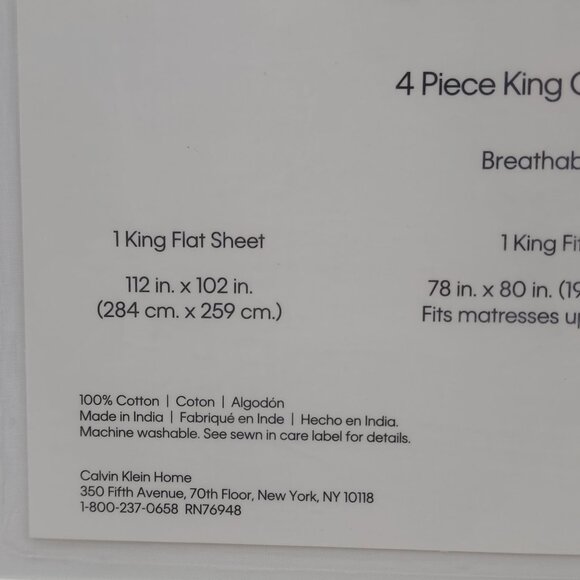 4 Piece King
Breathab
1 King Flat Sheet
1 King Fi
112 in. x 102 in.
(284 cm. x 259 cm.)
78 in. x 80 in. (19
Fits matresses up
100% Cotton | Coton | Algodón
Made in India | Fabriqué en Inde | Hecho en India.
Machine washable. See sewn in care label for details.
Calvin Klein Home
350 Fifth Avenue, 70th Floor, New York, NY 10118
1-800-237-0658 RN76948